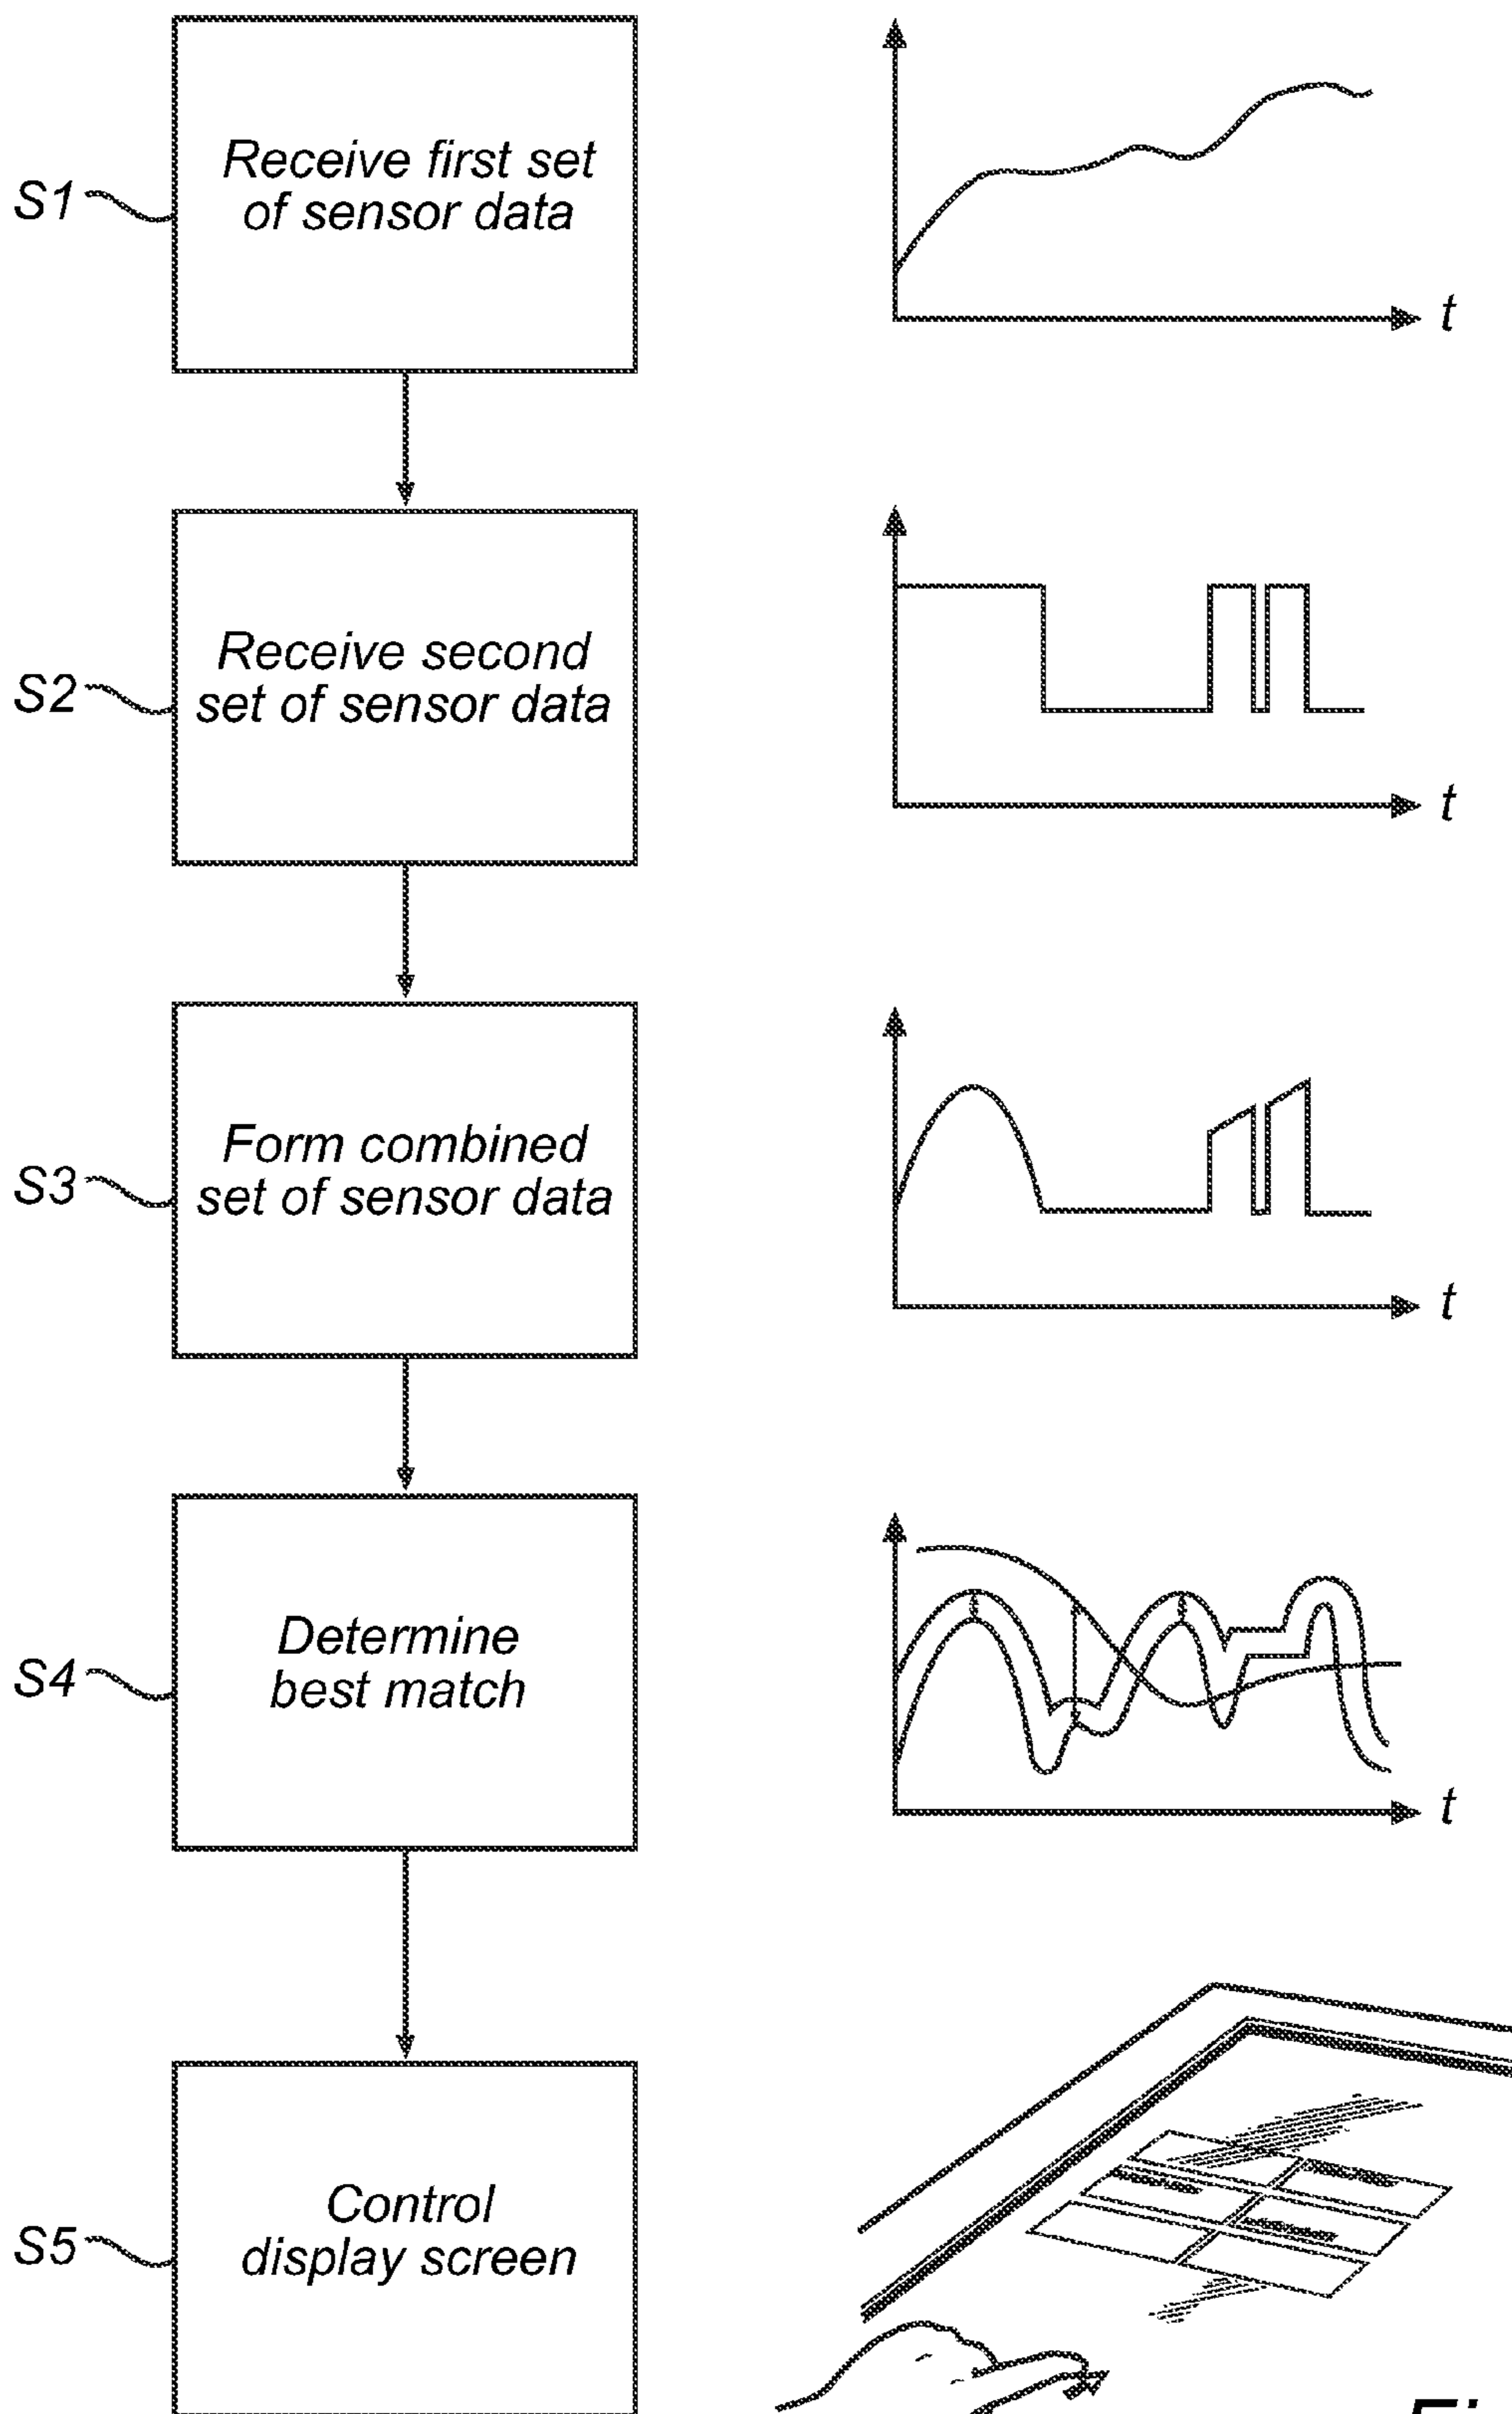 S1
Receive first set
of sensor data
t
S2
Receive second
set of sensor data
t
S3
Form combined
set of sensor data
t
S4
Determine
best match
t
S5
Control
display screen